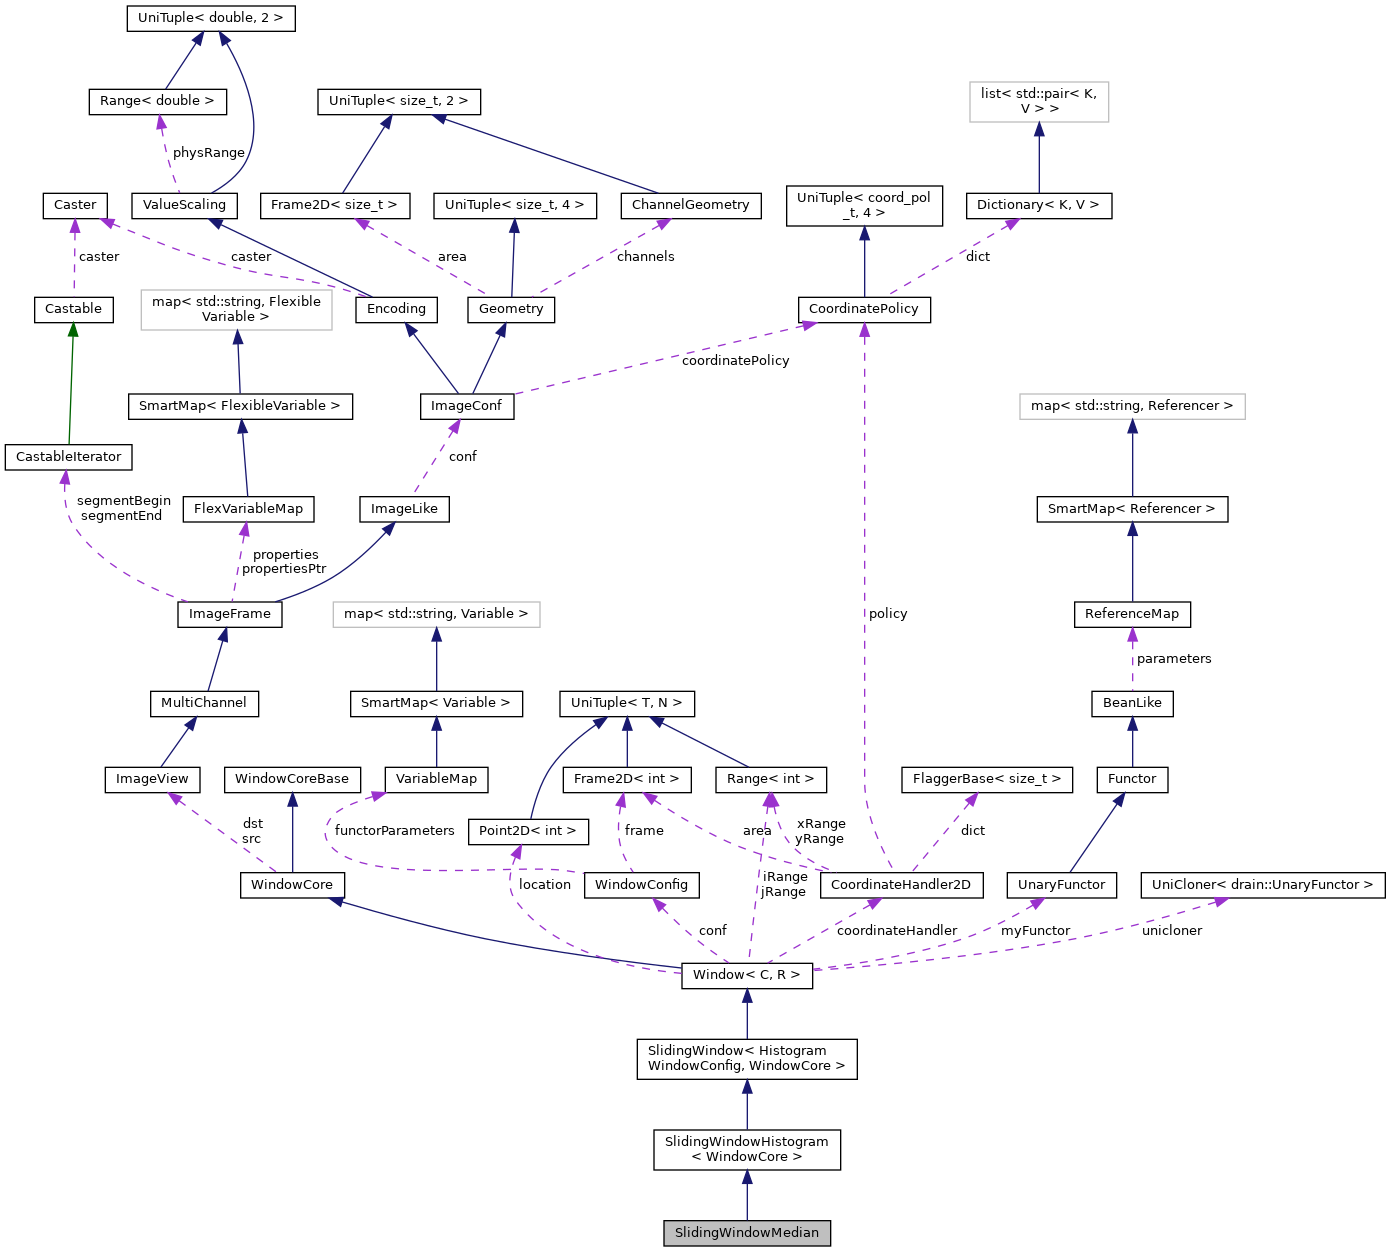 UniTuple< double, 2 >
Range< double >
UniTuple< size_t, 2 >
list< std::pair< K,
V > >
physRange
Caster
ValueScaling
Frame2D< size_t >
UniTuple< size_t, 4 >
ChannelGeometry
UniTuple< coord_pol
_t, 4 >
Dictionary< K, V >
caster
caster
area
channels
dict
Castable
map< std::string, Flexible
Variable >
Encoding
Geometry
CoordinatePolicy
coordinatePolicy
SmartMap< FlexibleVariable >
ImageConf
map< std::string, Referencer >
CastableIterator
conf
segmentBegin
segmentEnd
FlexVariableMap
ImageLike
SmartMap< Referencer >
properties
propertiesPtr
ImageFrame
map< std::string, Variable >
policy
ReferenceMap
parameters
MultiChannel
SmartMap< Variable >
UniTuple< T, N >
BeanLike
ImageView
WindowCoreBase
VariableMap
Frame2D< int >
Range< int >
FlaggerBase< size_t >
Functor
dst
src
functorParameters
Point2D< int >
frame
area
xRange
yRange
dict
WindowCore
location
WindowConfig
iRange
jRange
CoordinateHandler2D
UnaryFunctor
UniCloner< drain::UnaryFunctor >
conf
coordinateHandler
myFunctor
unicloner
Window< C, R >
SlidingWindow< Histogram
WindowConfig, WindowCore >
SlidingWindowHistogram
< WindowCore >
SlidingWindowMedian